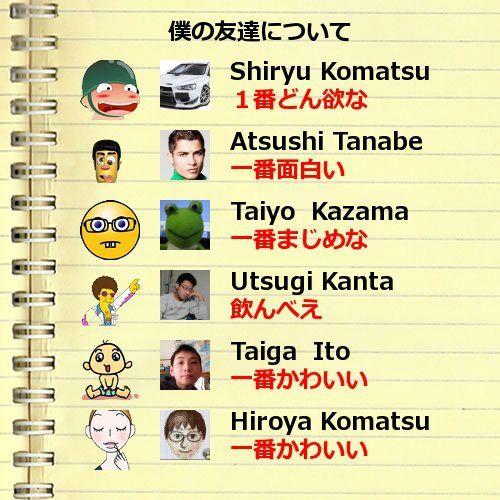 僕の友達について
Shiryu Komatsu
１番どん欲な
Atsushi Tanabe
一番面白い
Taiyo Kazama
一番まじめな
Utsugi Kanta
飲んべえ
Taiga Ito
一番かわいい
Hiroya Komatsu
一番かわいい